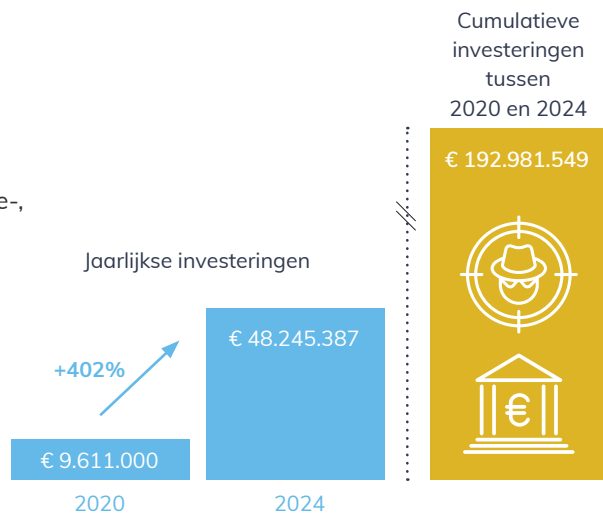 Cumulatieve
investeringen
tussen
2020 en 2024
€ 192.981.549
e-,
Jaarlijkse investeringen
€ 48.245.387
+402%
€ 9.611.000
€
2020
2024